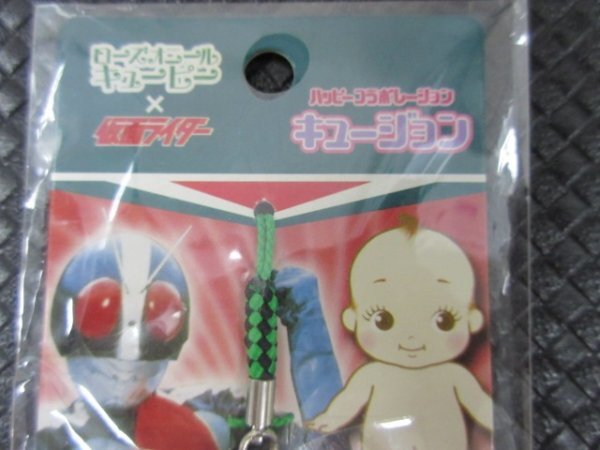 ローズオニール
キューピー
×
仮面ライダー
ハッピーコラボレーション
キュージョン